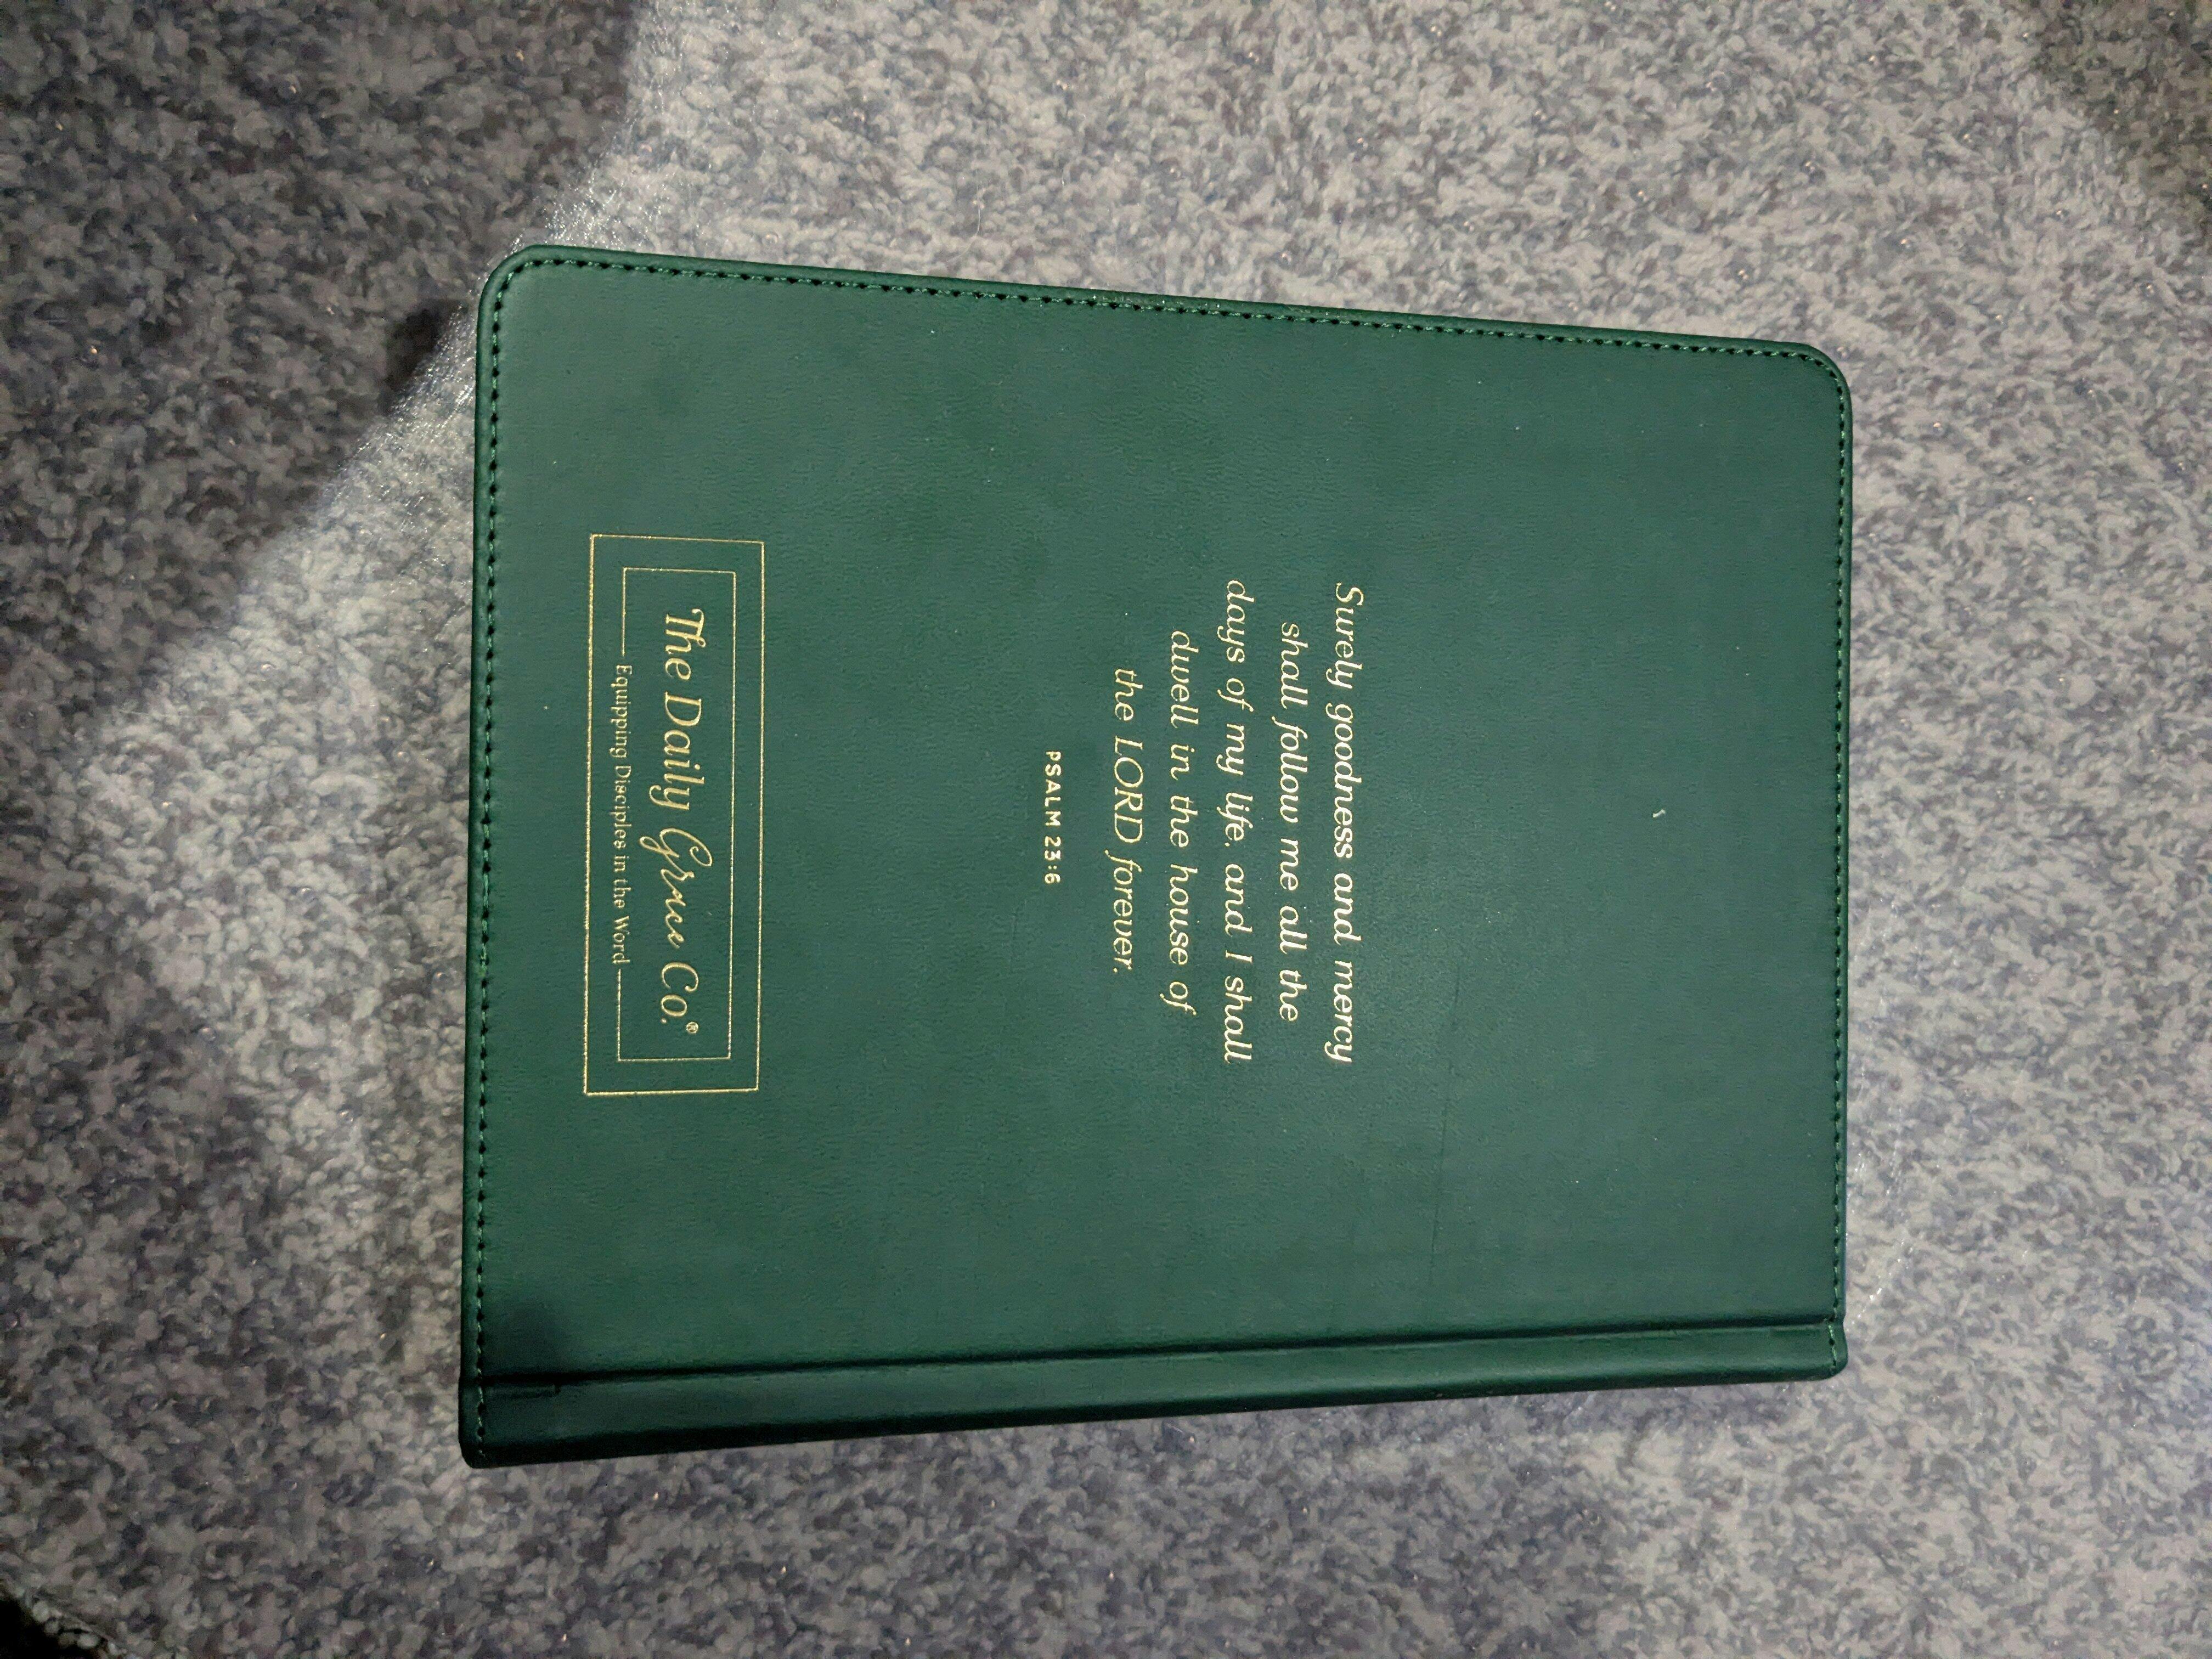 Surely goodness and mercy
shall follow me all the
days of my life, and I shall
dwell in the house of
the LORD forever.
PSALM 23:6
The Daily Grace Co.®
Equipping Disciples in the Word